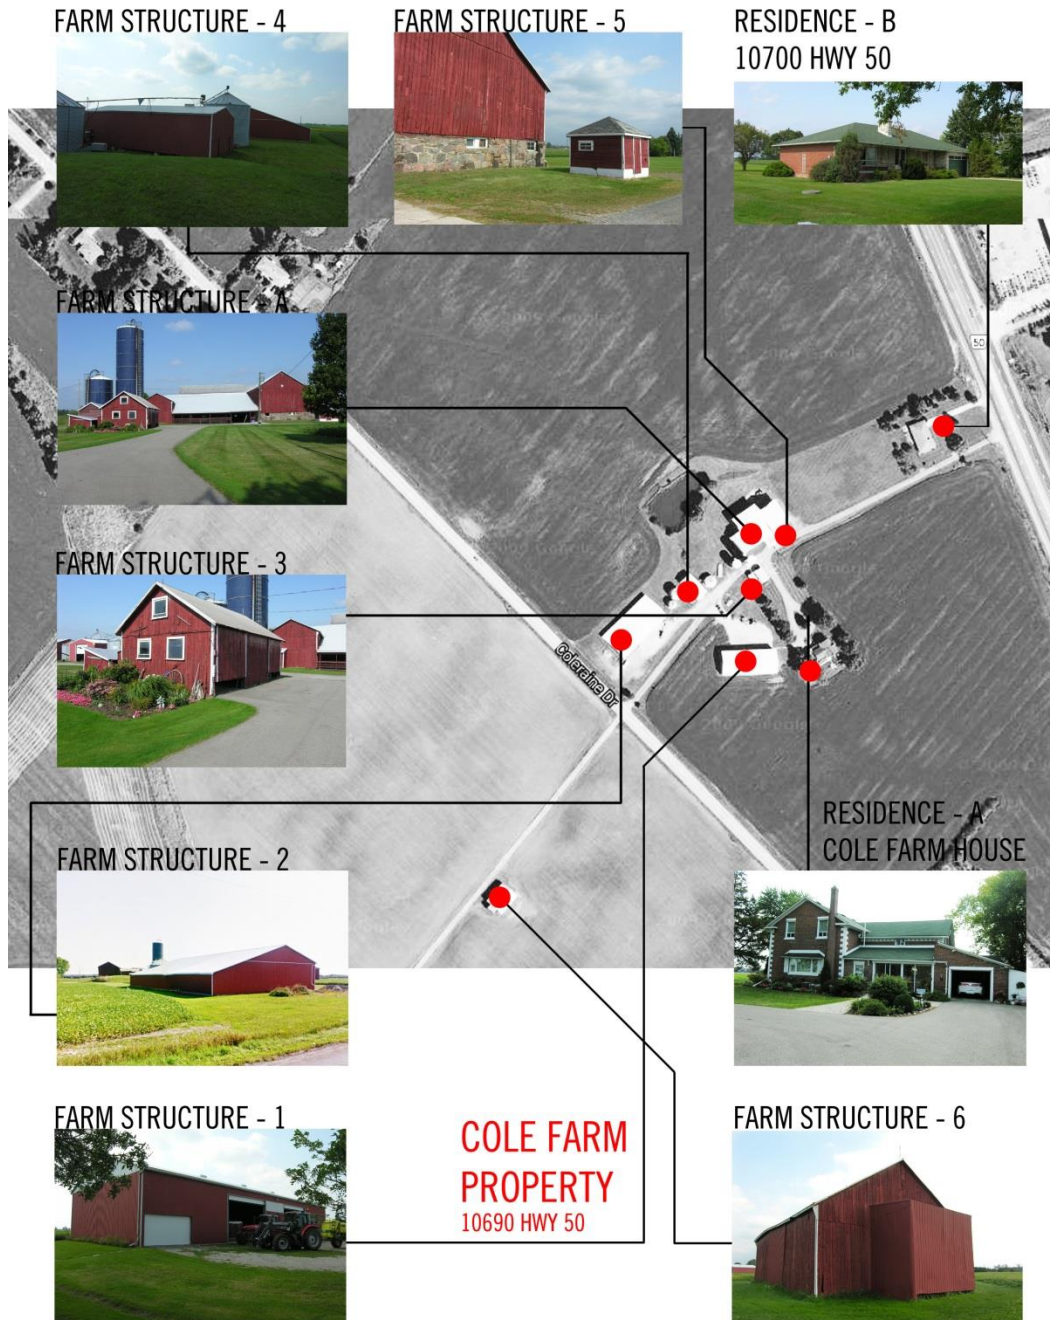 FARM STRUCTURE - 4
FARM STRUCTURE - 5
RESIDENCE - B
10700 HWY 50
FARM STRUCTURE - A
50
FARM STRUCTURE - 3
Coleraine Dr
RESIDENCE - A
COLE FARM HOUSE
FARM STRUCTURE - 2
FARM STRUCTURE - 1
COLE FARM
PROPERTY
10690 HWY 50
FARM STRUCTURE - 6